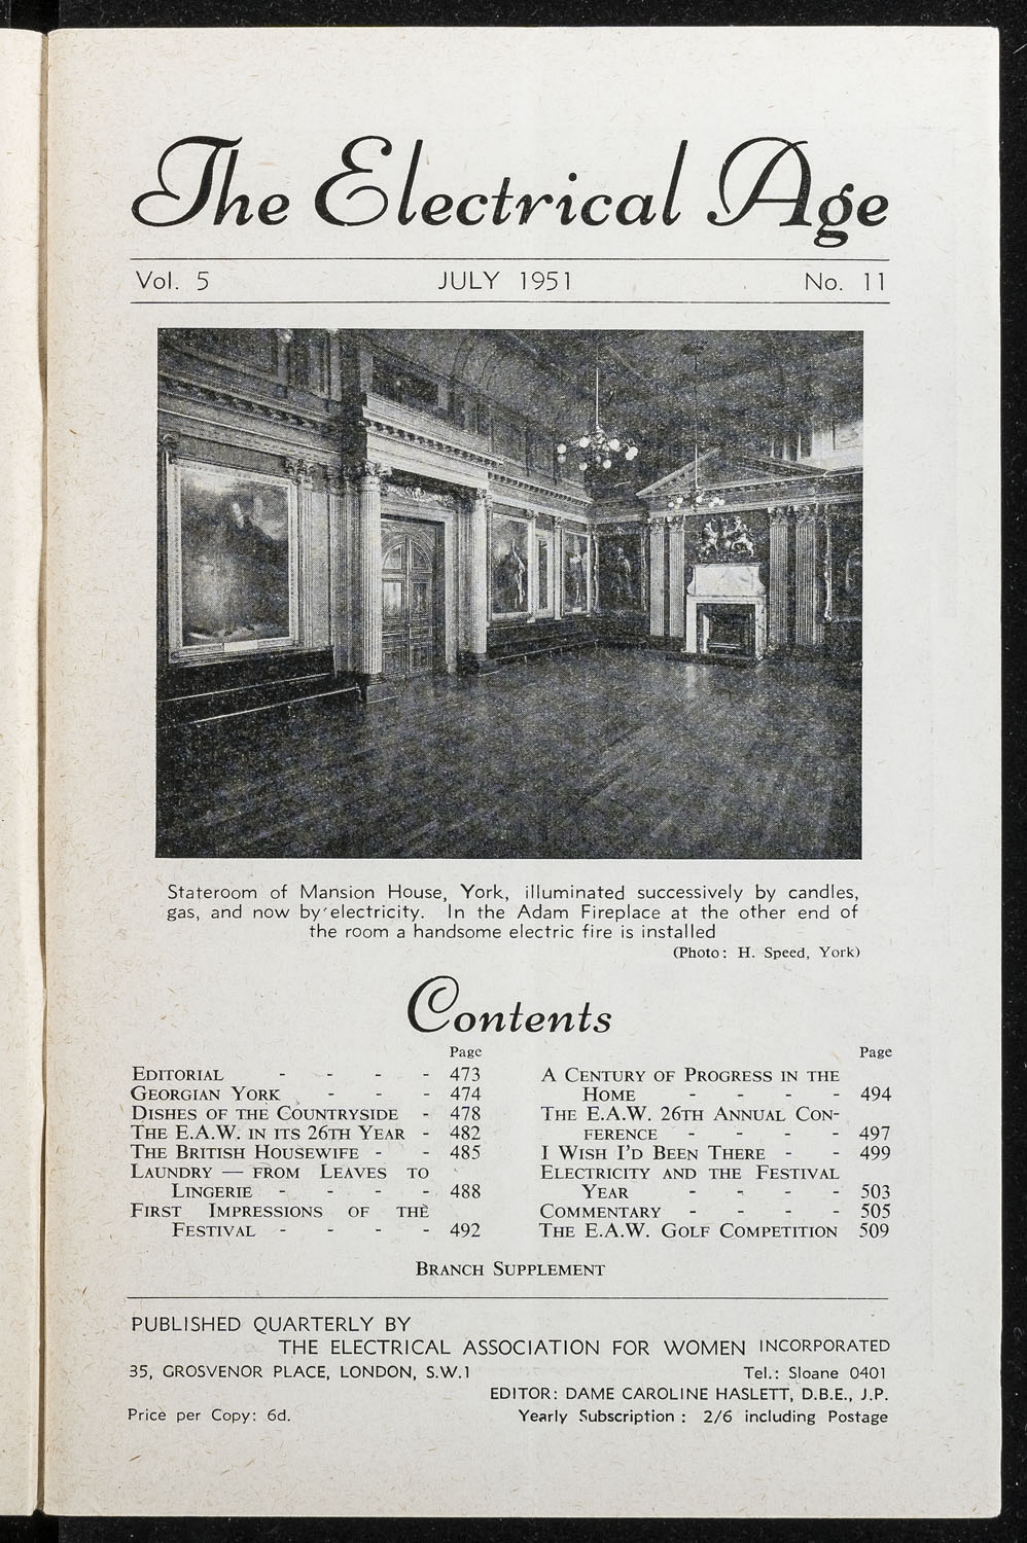 The Electrical Age
Vol. 5 JULY 1951 No. 11
Stateroom of Mansion House, York, illuminated successively by candles,
gas, and now by electricity. In the Adam Fireplace at the other end of
the room a handsome electric fire is installed
(Photo: H. Speed, York)
Contents
Page
EDITORIAL - - - - 473
GEORGIAN YORK - - - 474
DISHES OF THE COUNTRYSIDE - 478
THE E.A.W. IN ITS 26TH YEAR - 482
THE BRITISH HOUSEWIFE - - 485
LAUNDRY — FROM LEAVES TO
LINGERIE - - - - 488
FIRST IMPRESSIONS OF THE
FESTIVAL - - - - 492
Page
A CENTURY OF PROGRESS IN THE
HOME - - - - 494
THE E.A.W. 26TH ANNUAL CON-
FERENCE - - - - 497
I WISH I'D BEEN THERE - - 499
ELECTRICITY AND THE FESTIVAL
YEAR - - - - 503
COMMENTARY - - - - 505
THE E.A.W. GOLF COMPETITION 509
BRANCH SUPPLEMENT
PUBLISHED QUARTERLY BY
THE ELECTRICAL ASSOCIATION FOR WOMEN INCORPORATED
35, GROSVENOR PLACE, LONDON, S.W.1 Tel.: Sloane 0401
EDITOR: DAME CAROLINE HASLETT, D.B.E., J.P.
Price per Copy: 6d. Yearly Subscription: 2/6 including Postage